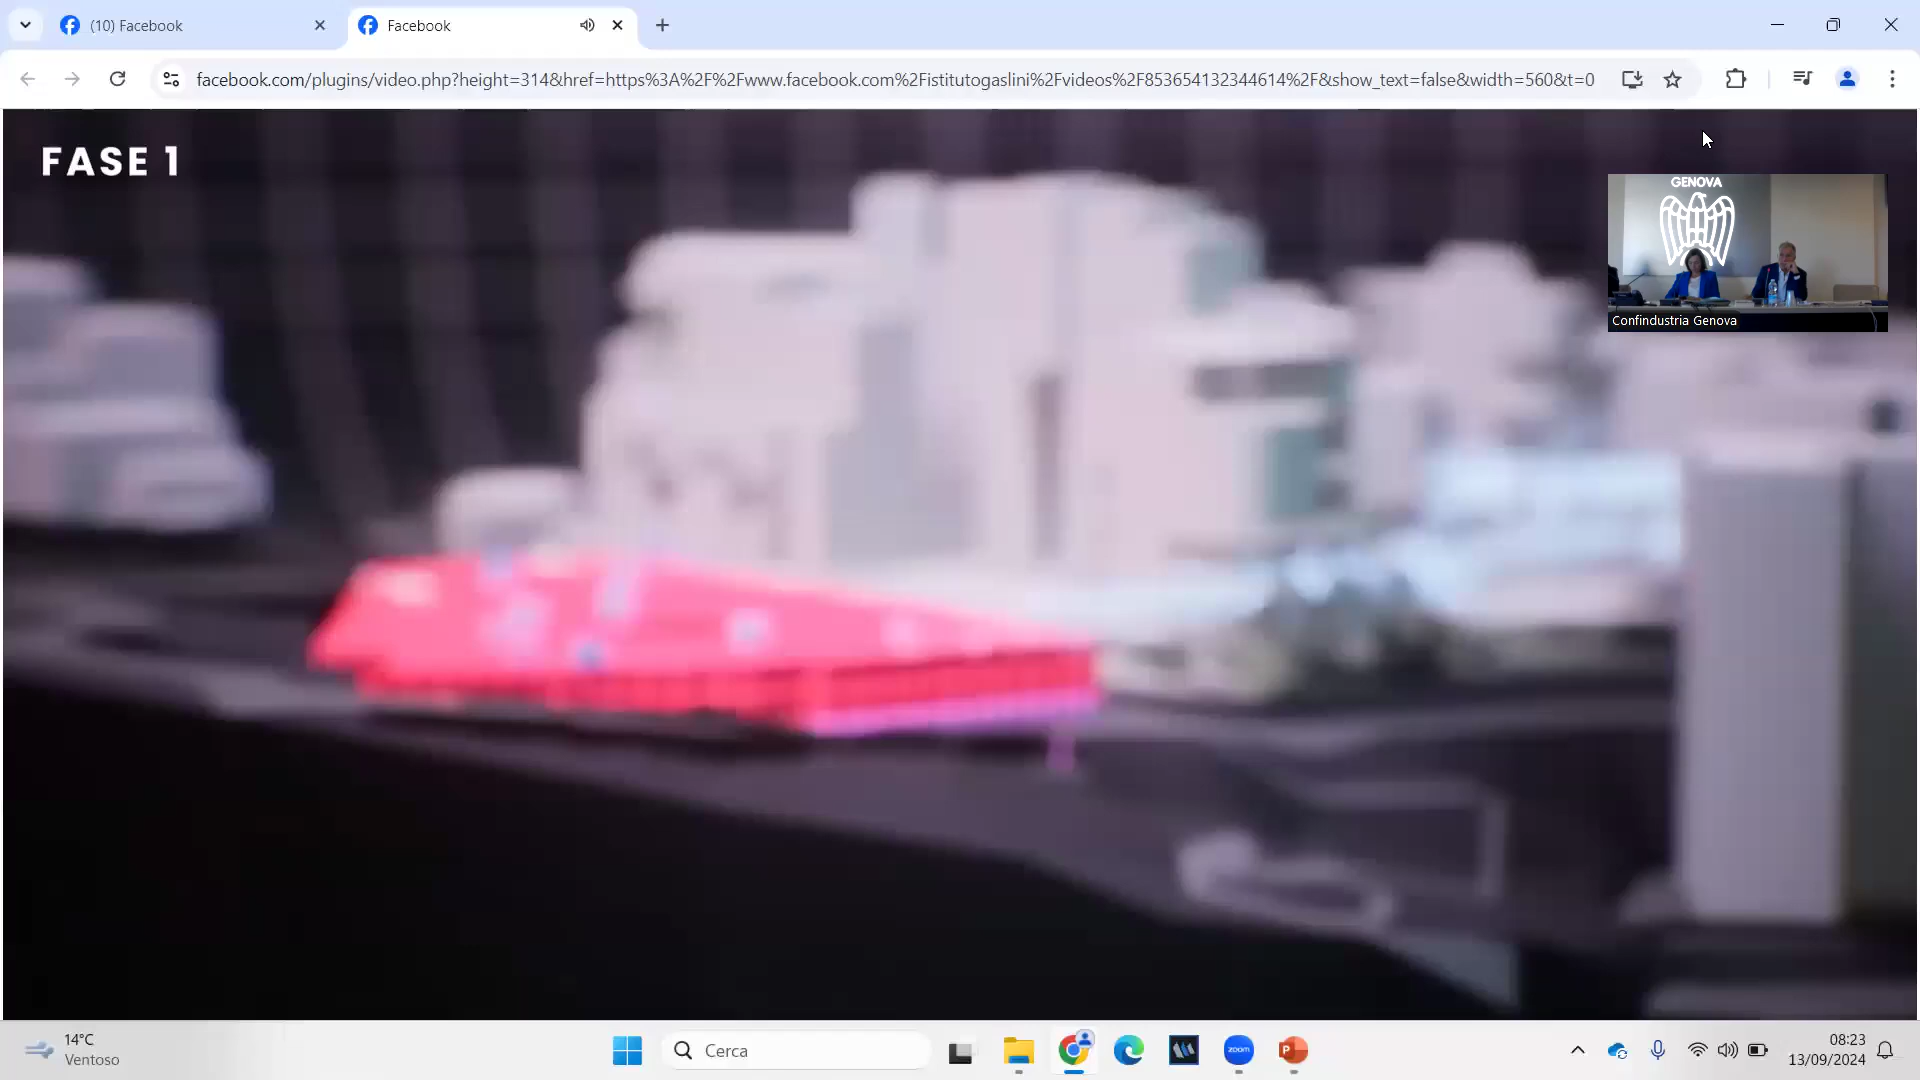 (10) Facebook
Facebook
facebook.com/plugins/video.php?height=314&href=https%3A%2F%2Fwww.facebook.com%2Fistitutogaslini%2Fvideos%2F853654132344614%2F&show_text=false&width=560&t=0
FASE 1
GENOVA
Confindustria Genova
14°C
Ventoso
Cerca
zoom
P
08:23
13/09/2024